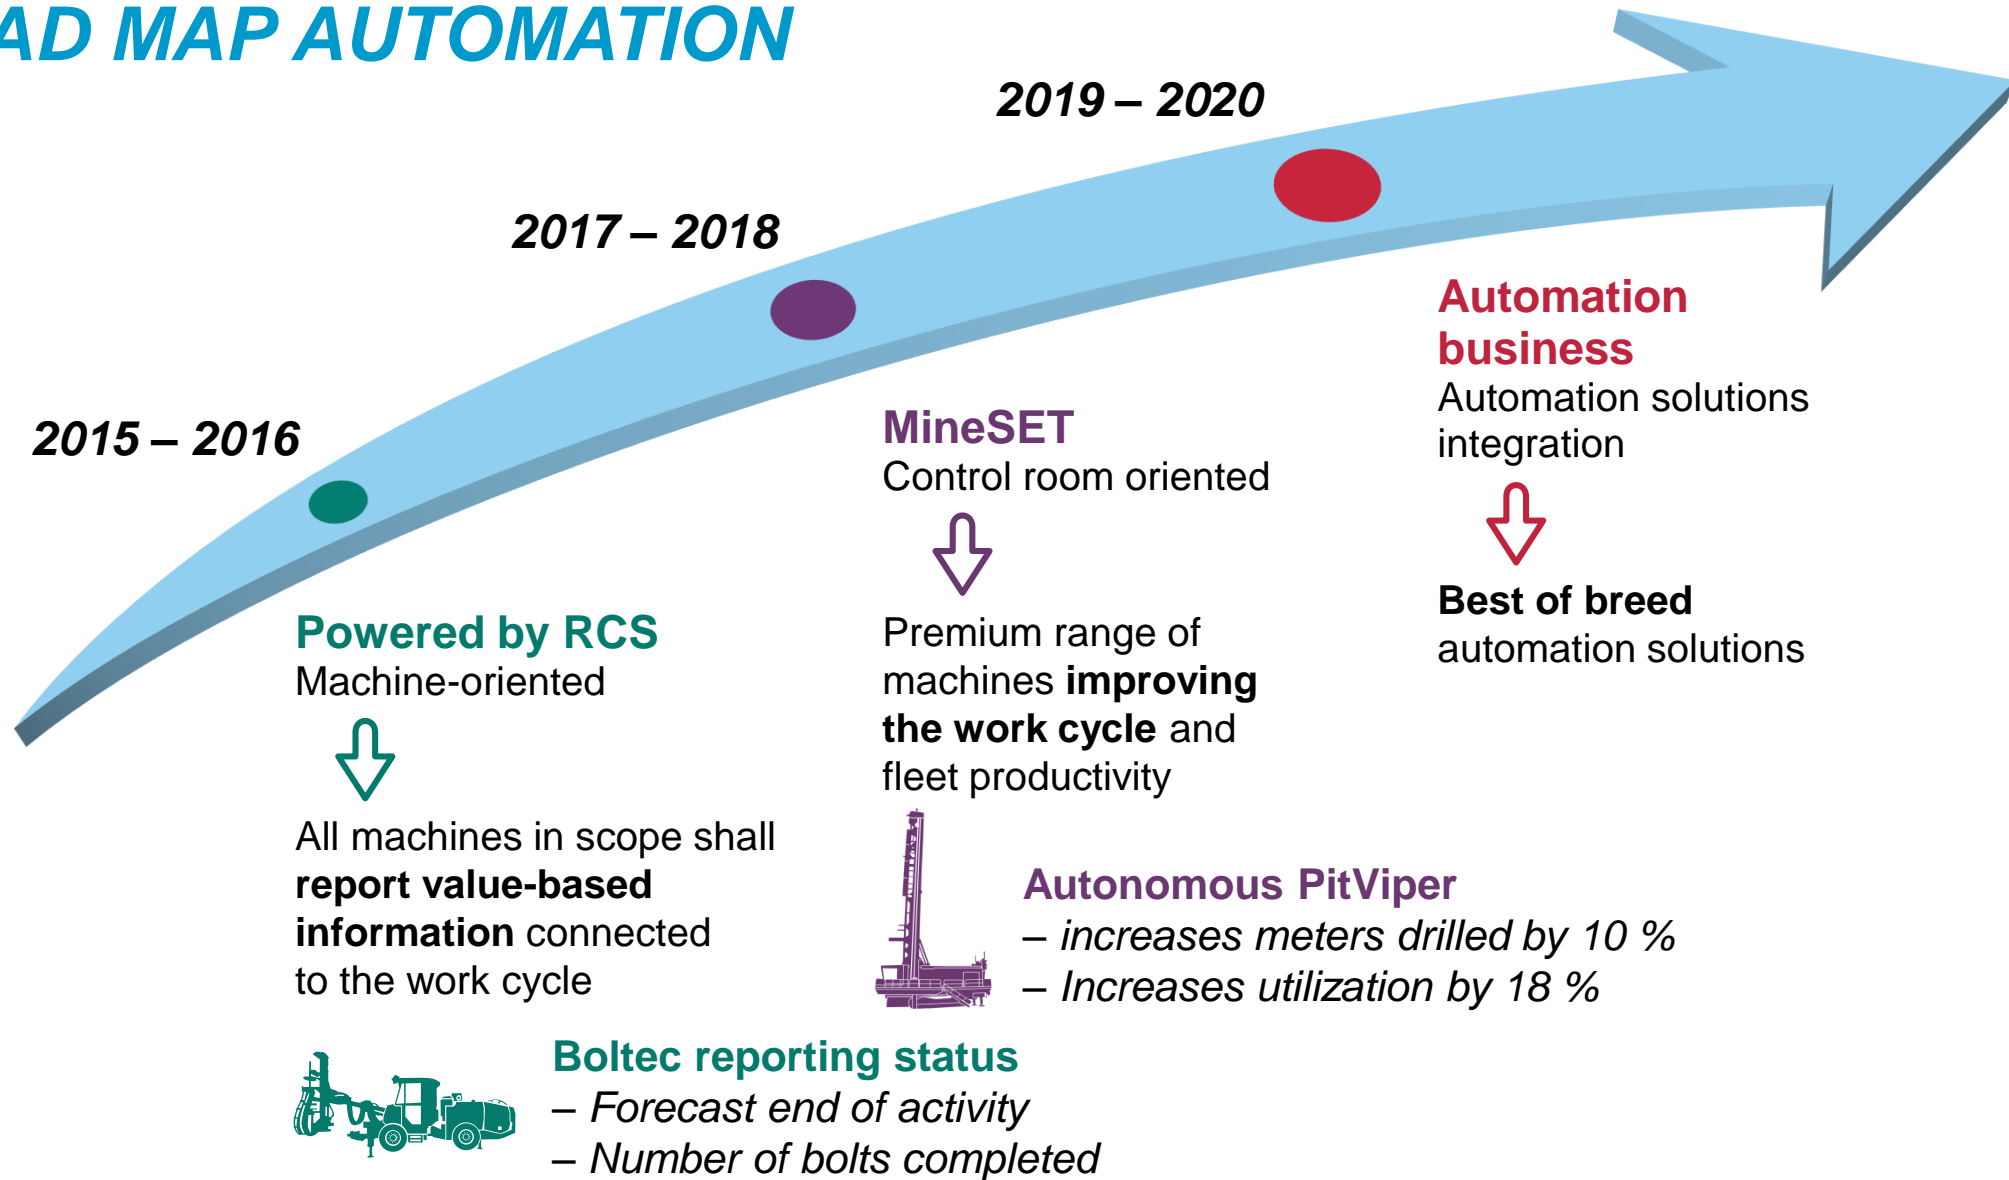 AD MAP AUTOMATION
2015 – 2016
2017 – 2018
2019 – 2020
Powered by RCS
Machine-oriented
All machines in scope shall
report value-based
information connected
to the work cycle
Boltec reporting status
– Forecast end of activity
– Number of bolts completed
MineSET
Control room oriented
Premium range of
machines improving
the work cycle and
fleet productivity
Autonomous PitViper
– increases meters drilled by 10 %
– Increases utilization by 18 %
Automation
business
Automation solutions
integration
Best of breed
automation solutions